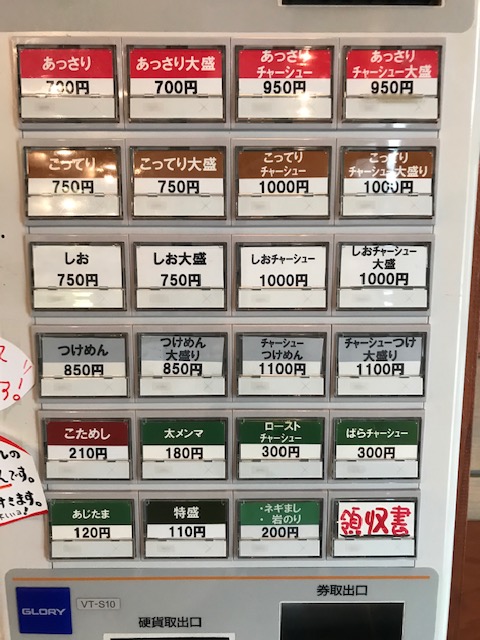 あっさり
700円
あっさり大盛
700円
あっさり
チャーシュー
950円
あっさり
チャーシュー大盛
950円
こってり
750円
こってり大盛
750円
こってり
チャーシュー
1000円
こってり
チャーシュー大盛り
1000円
しお
750円
しお大盛
750円
しおチャーシュー
1000円
しおチャーシュー
大盛
1000円
つけめん
850円
つけめん
大盛り
850円
チャーシュー
つけめん
1100円
チャーシューつけ
大盛り
1100円
こためし
210円
太メンマ
180円
ロースト
チャーシュー
300円
ばらチャーシュー
300円
あじたま
120円
特盛
110円
・ネギまし
・岩のり
200円
領収書
GLORY
VT-S10
硬貨取出口
券取出口